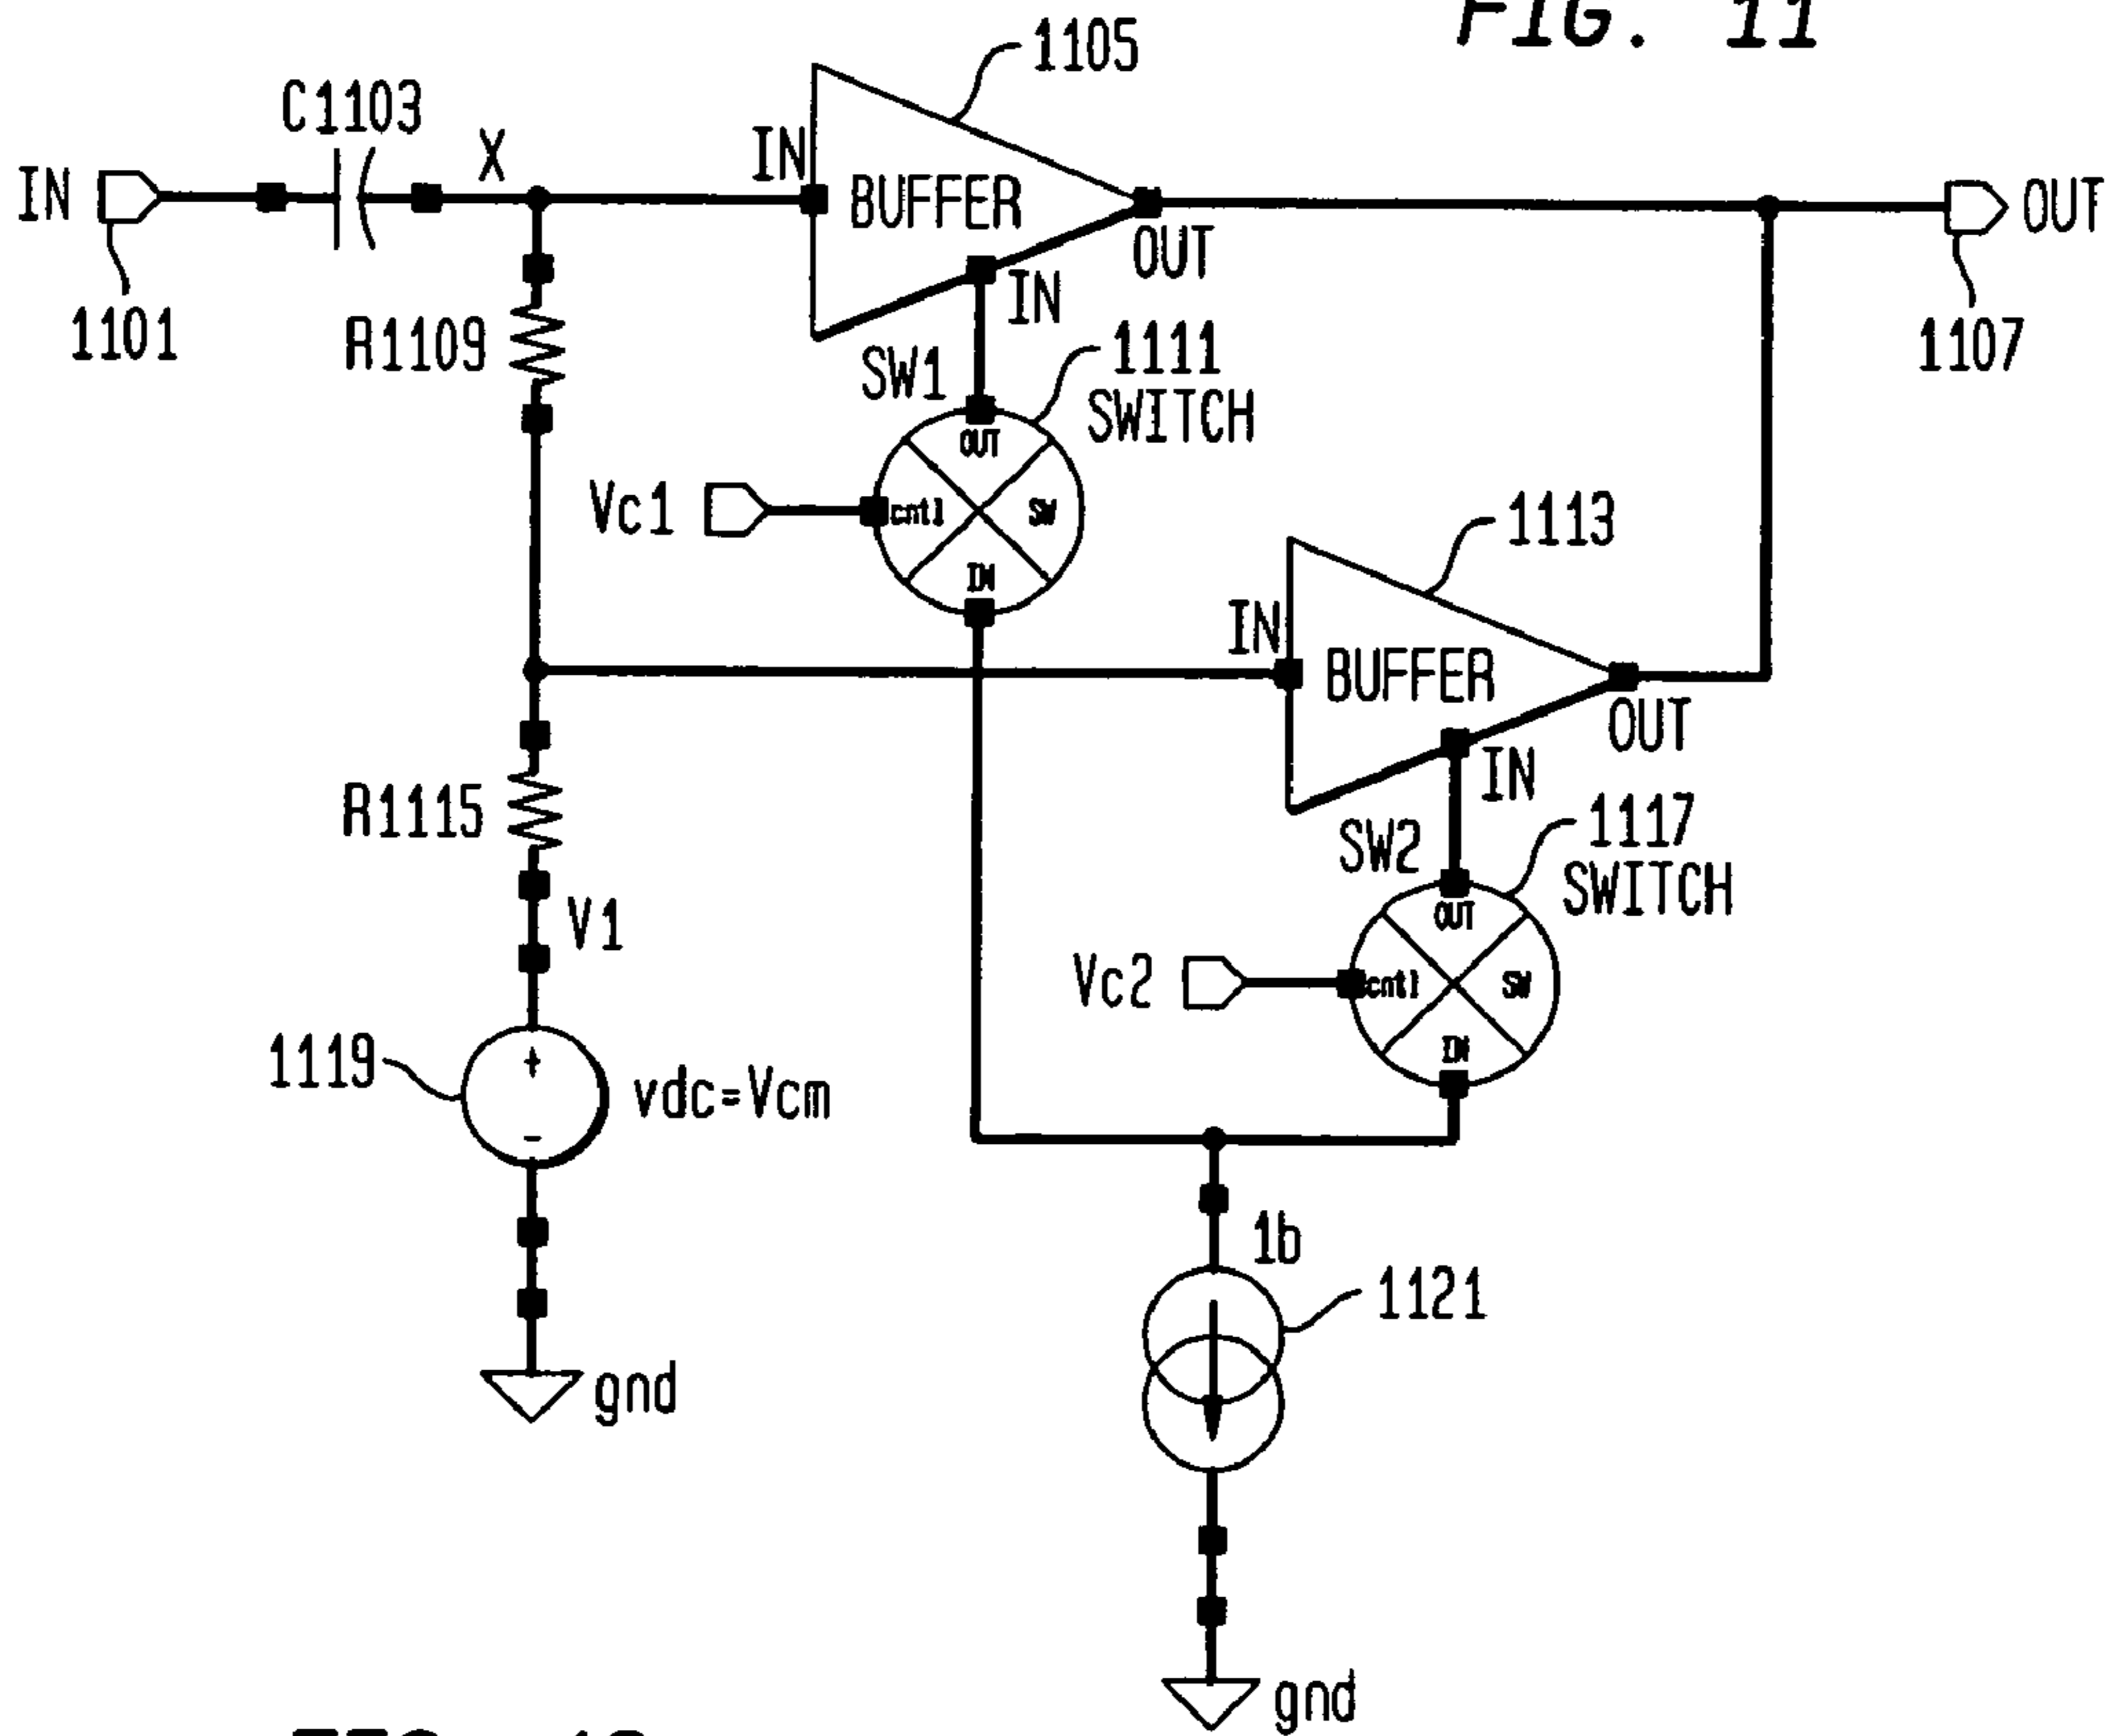 FIG. 11
1105
C1103
X
IN
IN
BUFFER
OUT
OUT
IN
1101
R1109
SW1
1111
SWITCH
1107
OUT
Vc1
cntl
SW
IN
1113
IN
BUFFER
OUT
IN
R1115
SW2
1117
SWITCH
OUT
V1
Vc2
cntl
SW
IN
1119
+
-
vdc=Vcm
1b
1121
gnd
gnd